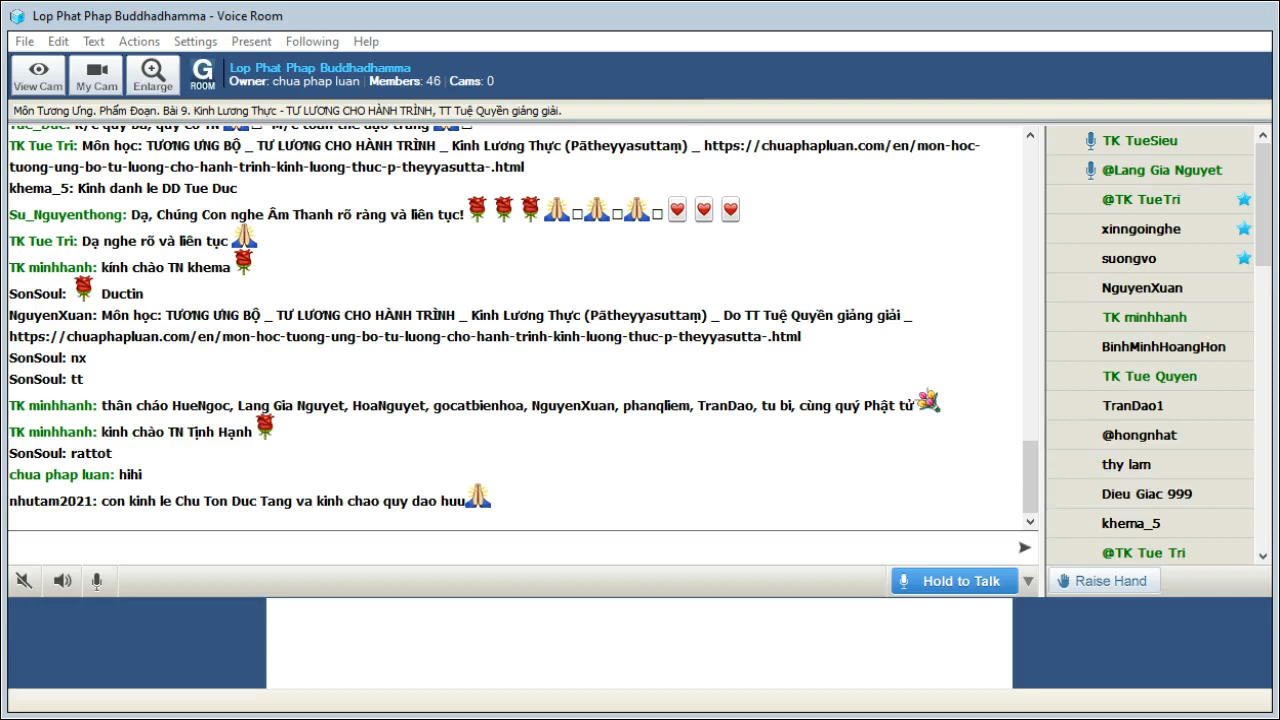 Lop Phat Phap Buddhadhamma - Voice Room
File Edit Text Actions Settings Present Following Help
View Cam My Cam Enlarge G ROOM
Lop Phat Phap Buddhadhamma
Owner: chua phap luan | Members: 46 | Cams: 0
Môn Tương Ưng. Phẩm Đoạn. Bài 9. Kinh Lương Thực - TƯ LƯƠNG CHO HÀNH TRÌNH, TT Tuệ Quyền giảng giải.
TK Tue Tri: Môn học: TƯƠNG ƯNG BỘ _ TƯ LƯƠNG CHO HÀNH TRÌNH _ Kinh Lương Thực (Pātheyyasuttaṃ) _ https://chuaphapluan.com/en/mon-hoc-
tuong-ung-bo-tu-luong-cho-hanh-trinh-kinh-luong-thuc-p-theyyasutta-.html
khema_5: Kinh danh le DD Tue Duc
Su_Nguyenthong: Dạ, Chúng Con nghe Âm Thanh rõ ràng và liên tục!
TK Tue Tri: Dạ nghe rõ và liên tục
TK minhhanh: kính chào TN khema
SonSoul: Ductin
NguyenXuan: Môn học: TƯƠNG ƯNG BỘ _ TƯ LƯƠNG CHO HÀNH TRÌNH _ Kinh Lương Thực (Pātheyyasuttaṃ) _ Do TT Tuệ Quyền giảng giải _
https://chuaphapluan.com/en/mon-hoc-tuong-ung-bo-tu-luong-cho-hanh-trinh-kinh-luong-thuc-p-theyyasutta-.html
SonSoul: nx
SonSoul: tt
TK minhhanh: thân cháo HueNgoc, Lang Gia Nguyet, HoaNguyet, gocatbienhoa, NguyenXuan, phanqliem, TranDao, tu bi, cùng quý Phật tử
TK minhhanh: kinh chào TN Tịnh Hạnh
SonSoul: rattot
chua phap luan: hihi
nhutam2021: con kinh le Chu Ton Duc Tang va kinh chao quy dao huu
TK TueSieu
@Lang Gia Nguyet
@TK TueTri
xinngoinghe
suongvo
NguyenXuan
TK minhhanh
BinhMinhHoangHon
TK Tue Quyen
TranDao1
@hongnhat
thy lam
Dieu Giac 999
khema_5
@TK Tue Tri
Hold to Talk
Raise Hand